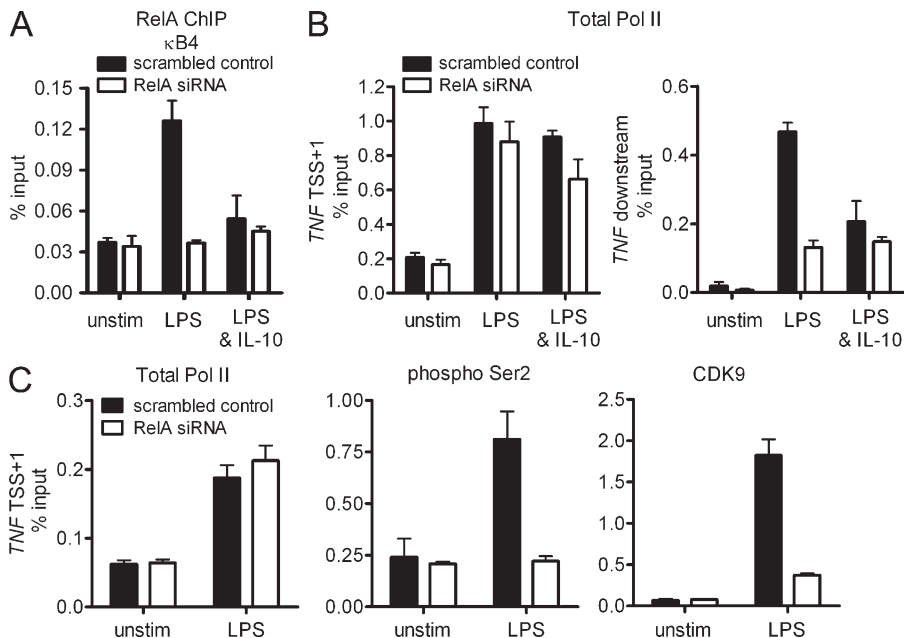 A
RelA ChIP
κB4
scrambled control
RelA siRNA
% input
0.15
0.12
0.09
0.06
0.03
0.00
unstim
LPS
LPS
& IL-10
B
Total Pol II
scrambled control
RelA siRNA
TNF TSS+1
% input
1.2
1.0
0.8
0.6
0.4
0.2
0.0
unstim
LPS
LPS
& IL-10
TNF downstream
% input
0.6
0.4
0.2
0.0
unstim
LPS
LPS
& IL-10
C
Total Pol II
scrambled control
RelA siRNA
TNF TSS+1
% input
0.3
0.2
0.1
0.0
unstim
LPS
phospho Ser2
1.00
0.75
0.50
0.25
0.00
unstim
LPS
CDK9
2.5
2.0
1.5
1.0
0.5
0.0
unstim
LPS